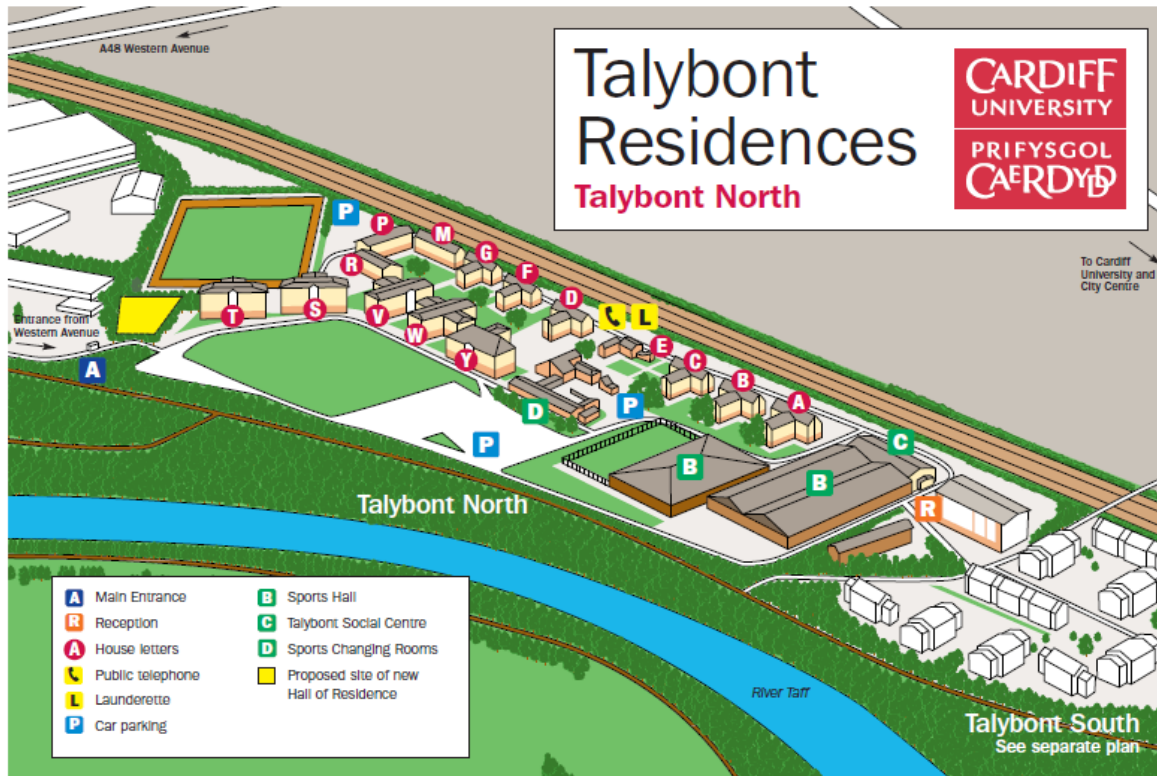 A48 Western Avenue
Talybont
Residences
Talybont North
CARDIFF
UNIVERSITY
PRIFYSGOL
CAERDYDD
To Cardiff
University and
City Centre
Entrance from
Western Avenue
A
P
P
M
G
R
F
D
T
S
V
W
Y
L
E
C
B
A
D
P
P
B
B
C
R
Talybont North
A Main Entrance
R Reception
A House letters
Public telephone
L Launderette
P Car parking
B Sports Hall
C Talybont Social Centre
D Sports Changing Rooms
Proposed site of new
Hall of Residence
River Taff
Talybont South
See separate plan